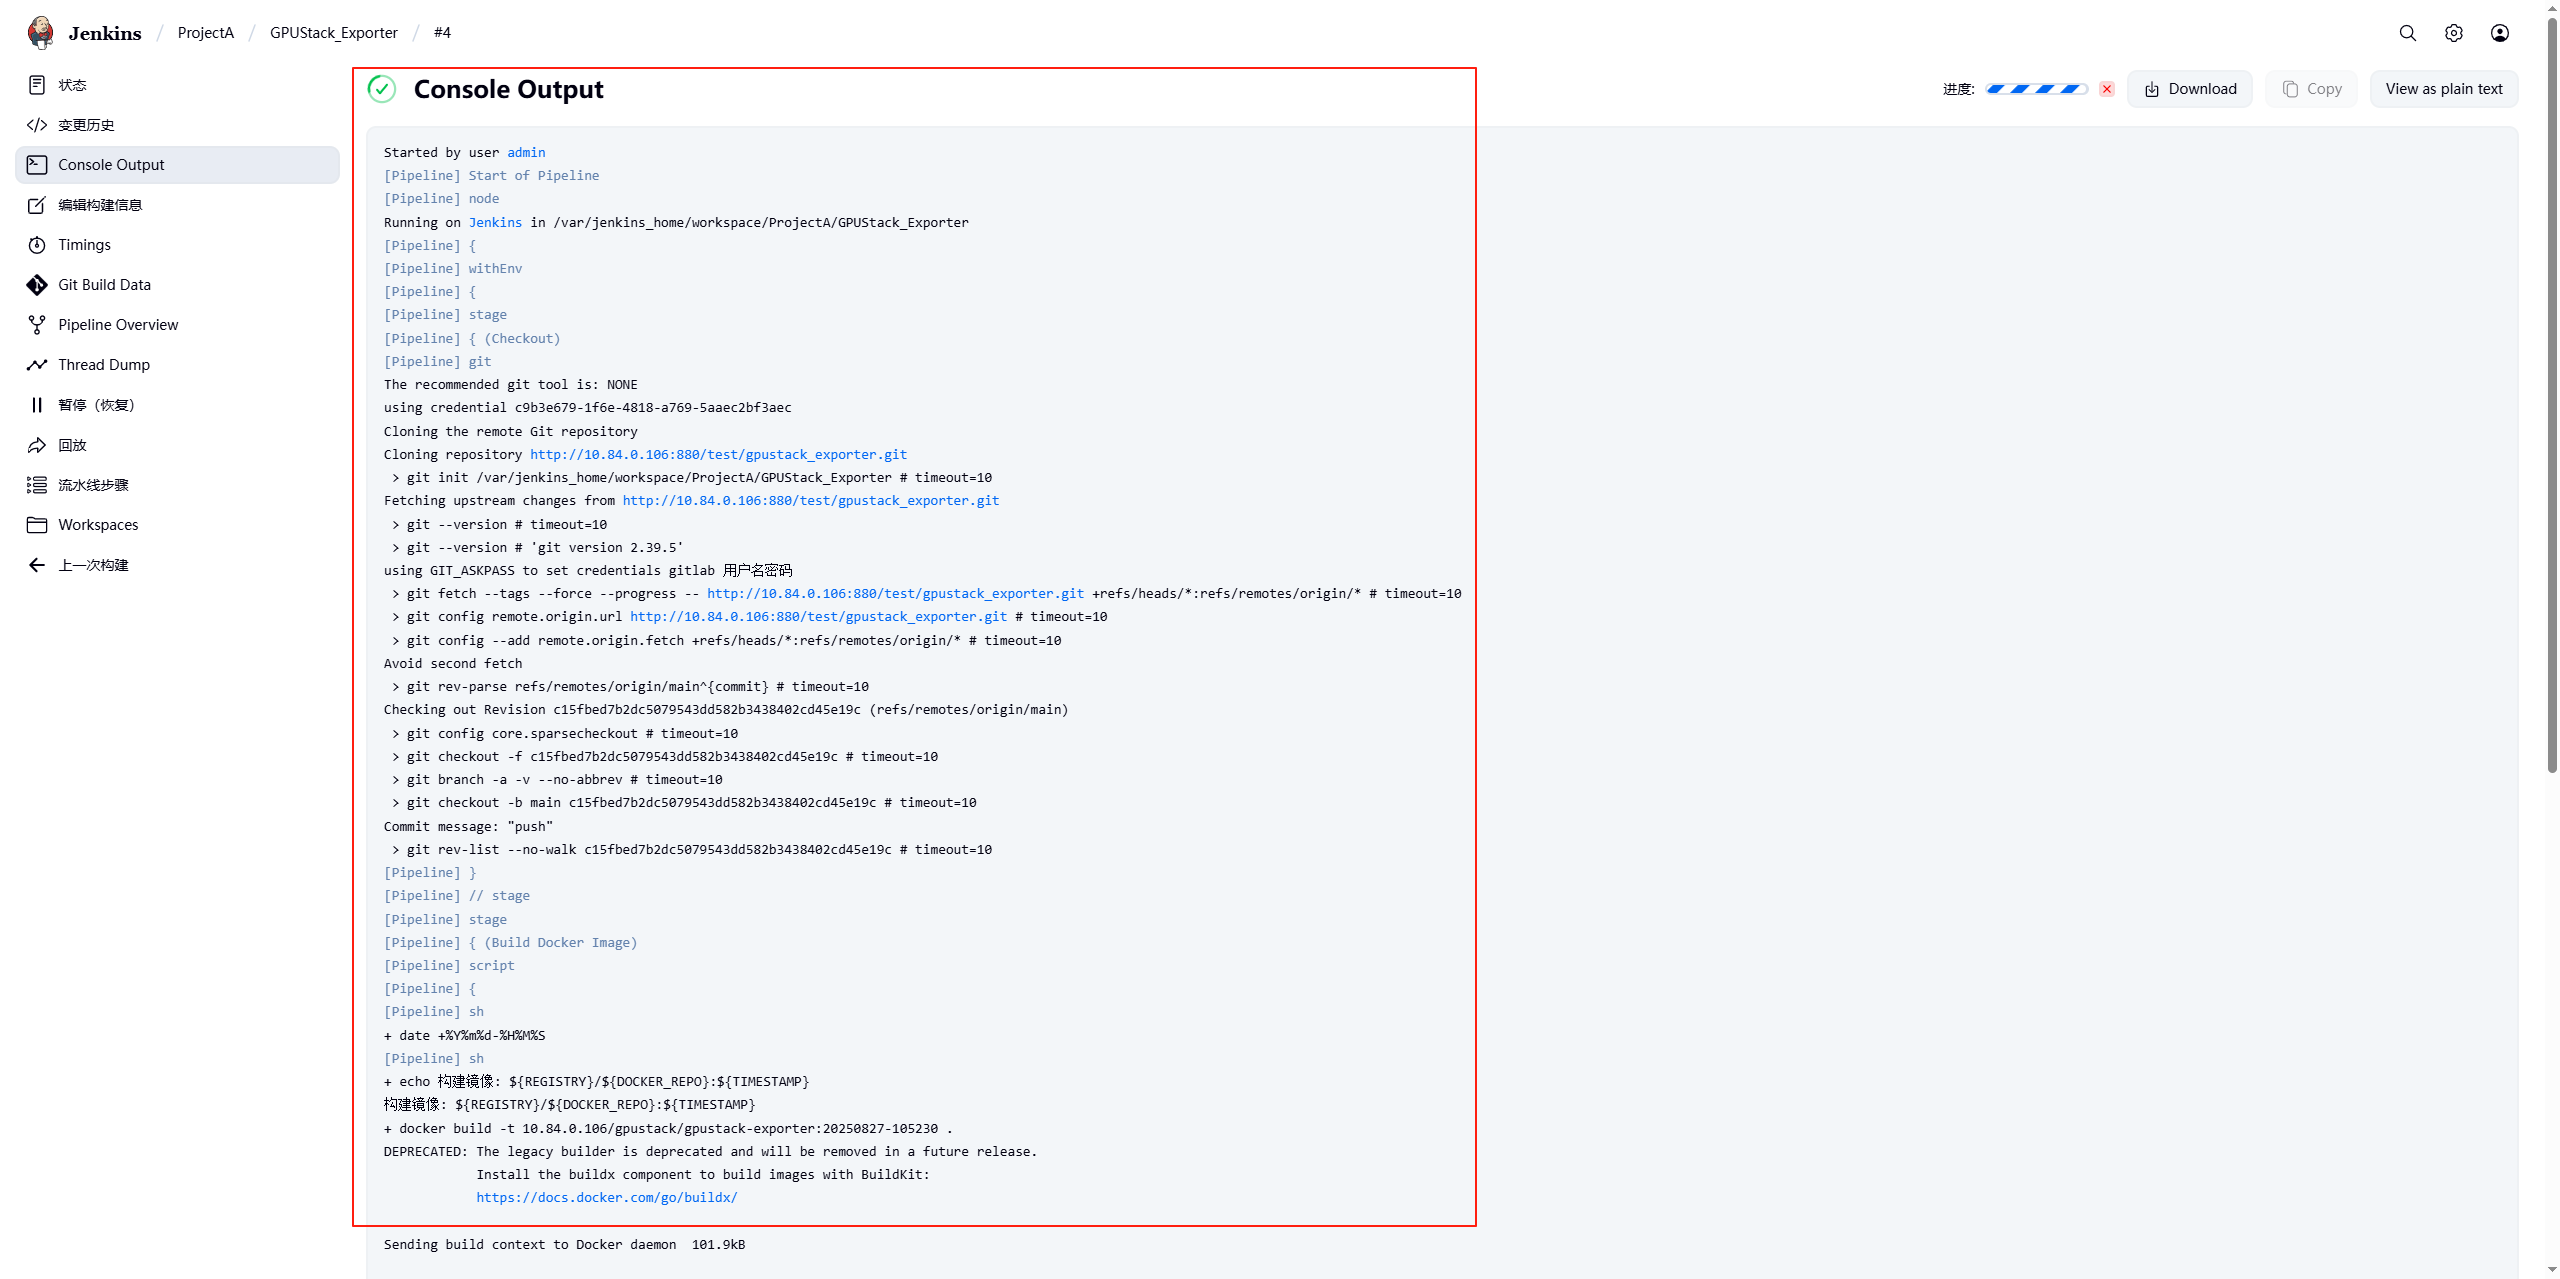 Jenkins / ProjectA / GPUStack_Exporter / #4
状态
变更历史
Console Output
编辑构建信息
Timings
Git Build Data
Pipeline Overview
Thread Dump
暂停（恢复）
回放
流水线步骤
Workspaces
上一次构建
Console Output
进度:
Download
Copy
View as plain text
Started by user admin
[Pipeline] Start of Pipeline
[Pipeline] node
Running on Jenkins in /var/jenkins_home/workspace/ProjectA/GPUStack_Exporter
[Pipeline] {
[Pipeline] withEnv
[Pipeline] {
[Pipeline] stage
[Pipeline] { (Checkout)
[Pipeline] git
The recommended git tool is: NONE
using credential c9b3e679-1f6e-4818-a769-5aaec2bf3aec
Cloning the remote Git repository
Cloning repository http://10.84.0.106:880/test/gpustack_exporter.git
 > git init /var/jenkins_home/workspace/ProjectA/GPUStack_Exporter # timeout=10
Fetching upstream changes from http://10.84.0.106:880/test/gpustack_exporter.git
 > git --version # timeout=10
 > git --version # 'git version 2.39.5'
using GIT_ASKPASS to set credentials gitlab 用户名密码
 > git fetch --tags --force --progress -- http://10.84.0.106:880/test/gpustack_exporter.git +refs/heads/*:refs/remotes/origin/* # timeout=10
 > git config remote.origin.url http://10.84.0.106:880/test/gpustack_exporter.git # timeout=10
 > git config --add remote.origin.fetch +refs/heads/*:refs/remotes/origin/* # timeout=10
Avoid second fetch
 > git rev-parse refs/remotes/origin/main^{commit} # timeout=10
Checking out Revision c15fbed7b2dc5079543dd582b3438402cd45e19c (refs/remotes/origin/main)
 > git config core.sparsecheckout # timeout=10
 > git checkout -f c15fbed7b2dc5079543dd582b3438402cd45e19c # timeout=10
 > git branch -a -v --no-abbrev # timeout=10
 > git checkout -b main c15fbed7b2dc5079543dd582b3438402cd45e19c # timeout=10
Commit message: "push"
 > git rev-list --no-walk c15fbed7b2dc5079543dd582b3438402cd45e19c # timeout=10
[Pipeline] }
[Pipeline] // stage
[Pipeline] stage
[Pipeline] { (Build Docker Image)
[Pipeline] script
[Pipeline] {
[Pipeline] sh
+ date +%Y%m%d-%H%M%S
[Pipeline] sh
+ echo 构建镜像: ${REGISTRY}/${DOCKER_REPO}:${TIMESTAMP}
构建镜像: ${REGISTRY}/${DOCKER_REPO}:${TIMESTAMP}
+ docker build -t 10.84.0.106/gpustack/gpustack-exporter:20250827-105230 .
DEPRECATED: The legacy builder is deprecated and will be removed in a future release.
            Install the buildx component to build images with BuildKit:
            https://docs.docker.com/go/buildx/
Sending build context to Docker daemon  101.9kB